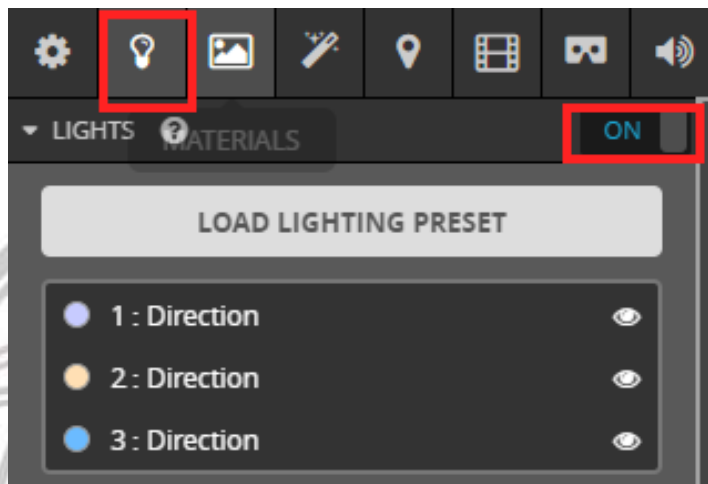 LIGHTS ? ON
MATERIALS
LOAD LIGHTING PRESET
1 : Direction
2 : Direction
3 : Direction